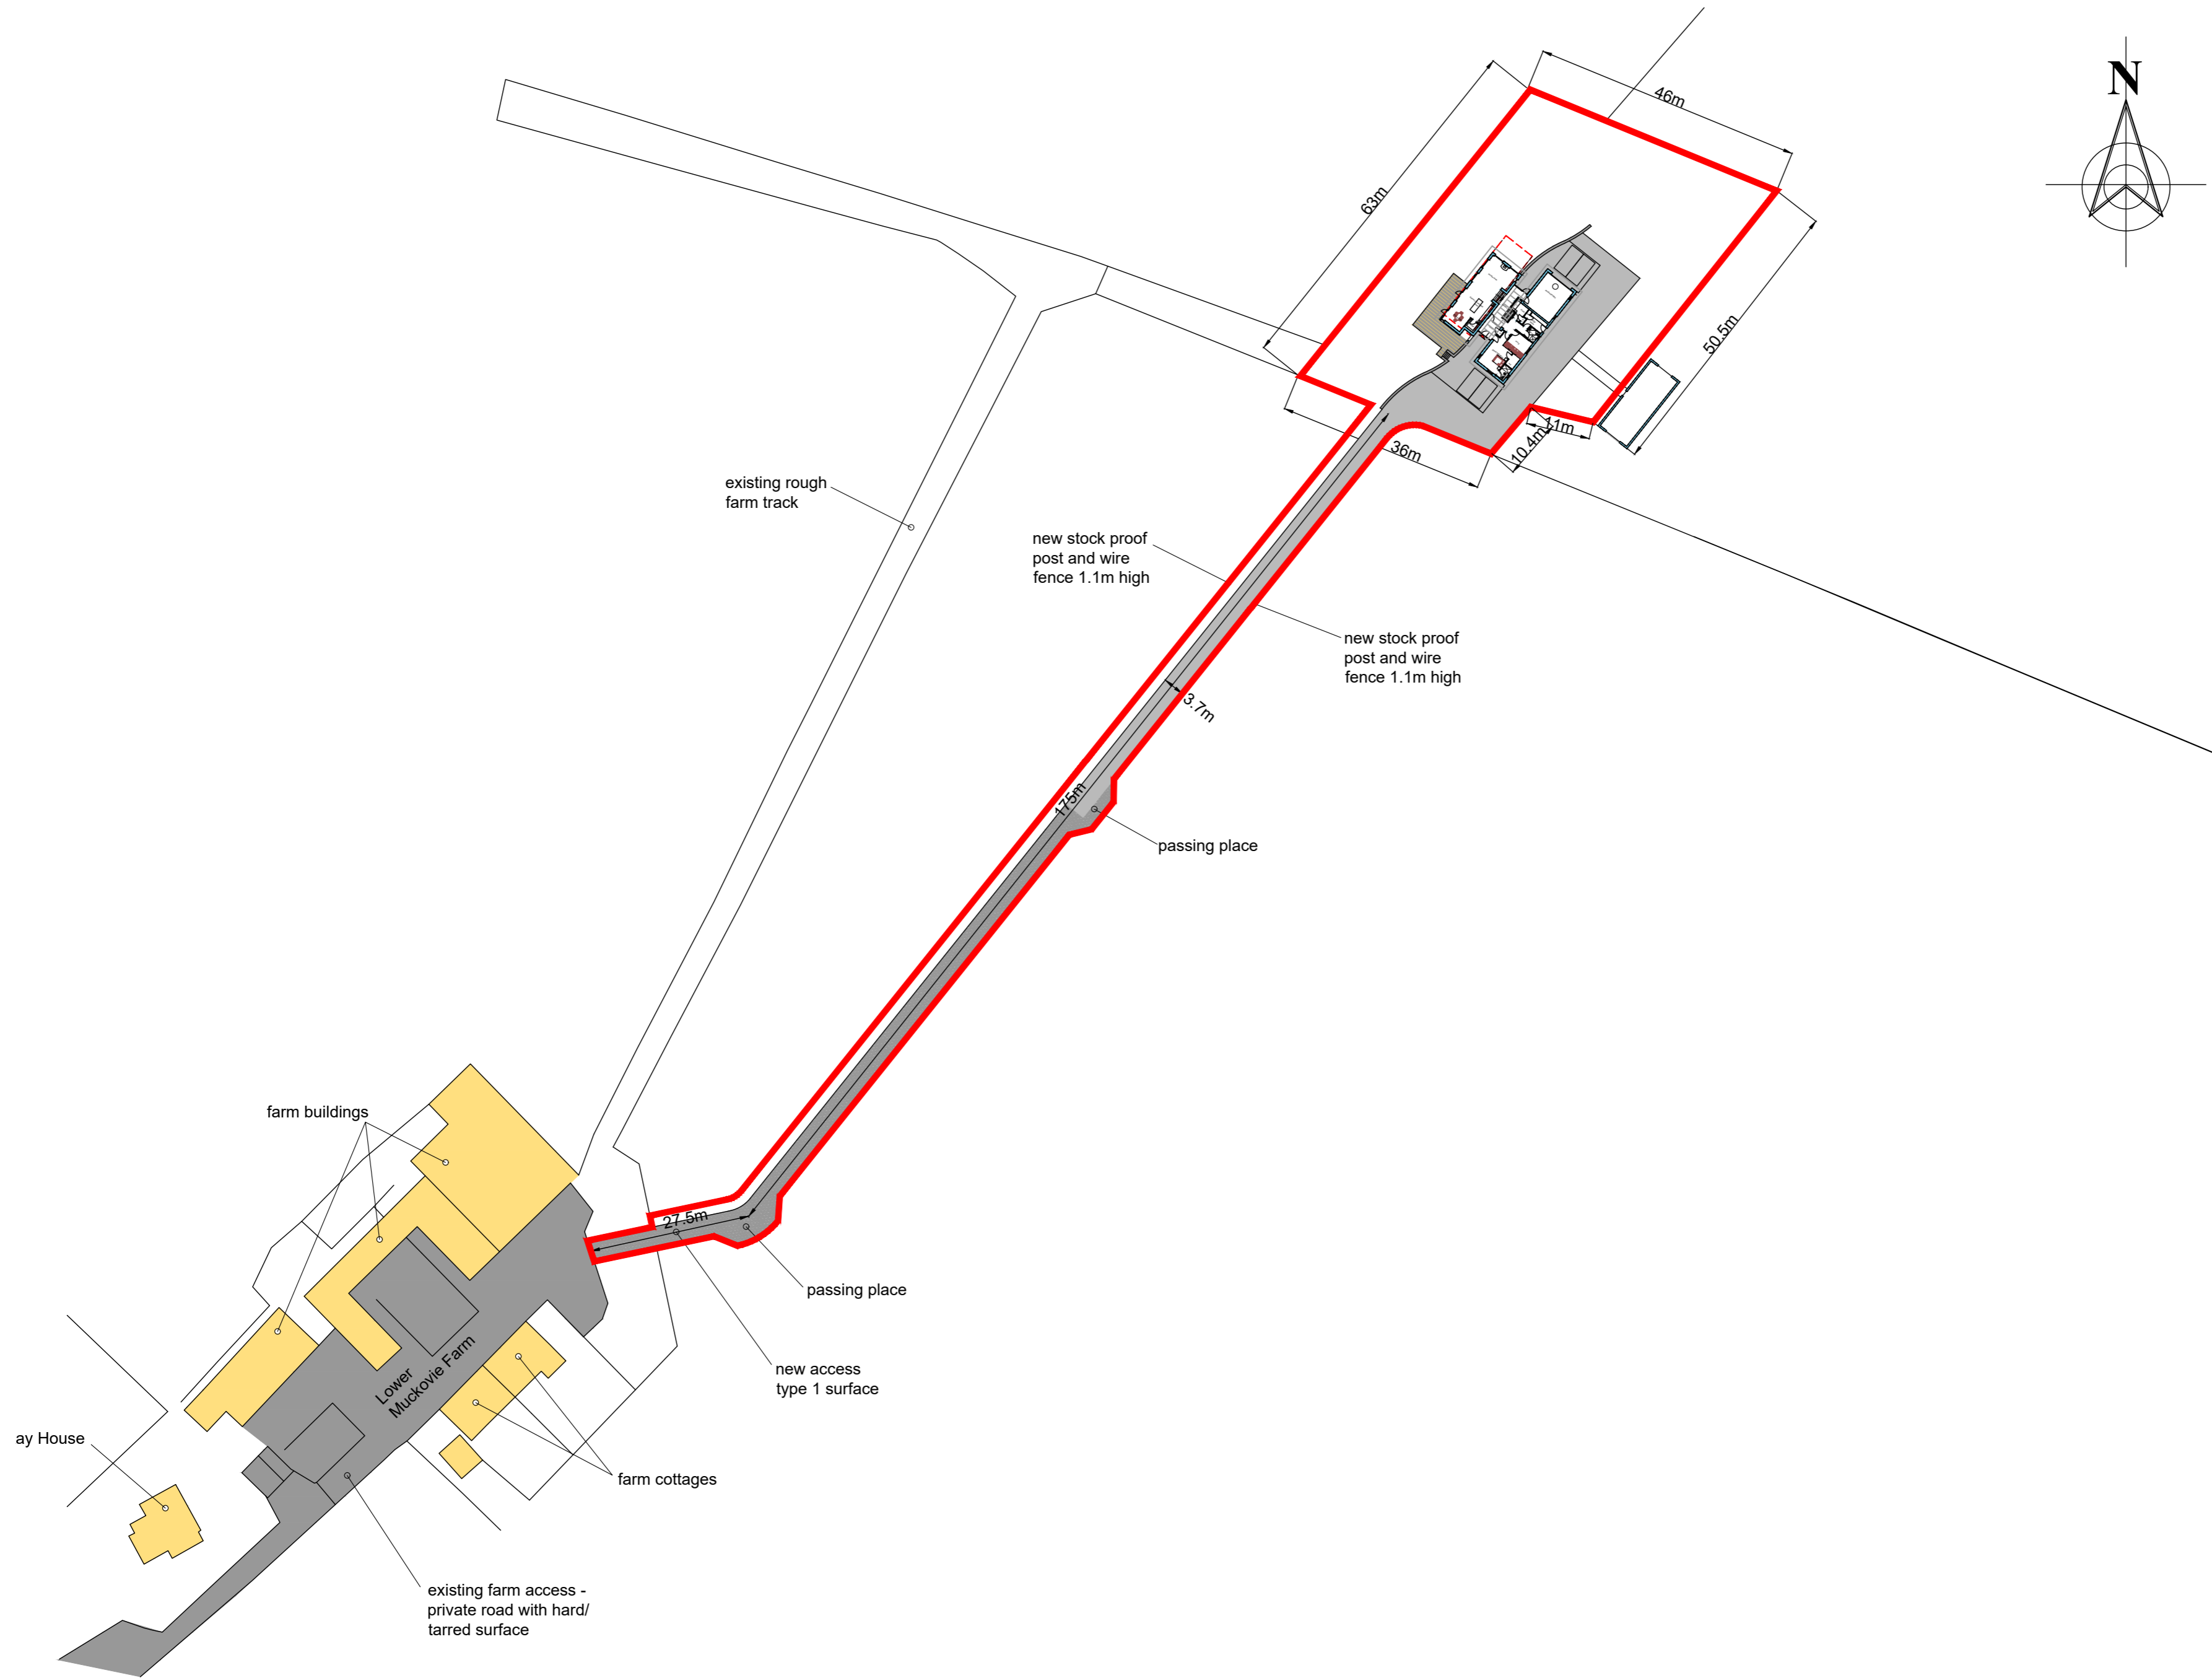 N
46m
63m
50.5m
11m
10.4m
36m
existing rough
farm track
new stock proof
post and wire
fence 1.1m high
new stock proof
post and wire
fence 1.1m high
3.7m
175m
passing place
farm buildings
27.5m
passing place
new access
type 1 surface
Lower
Muckovie Farm
ay House
farm cottages
existing farm access -
private road with hard/
tarred surface